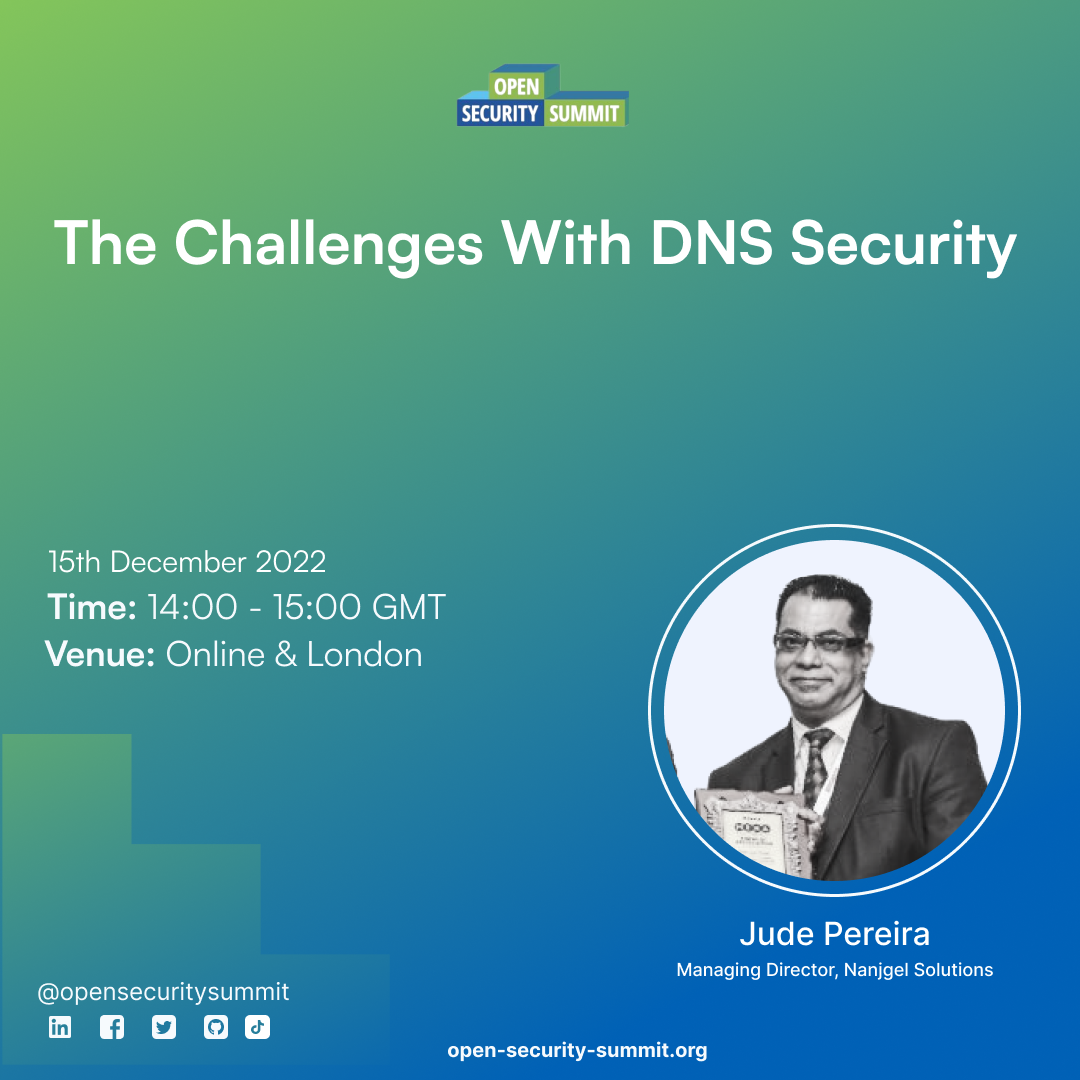 OPEN
SECURITY SUMMIT
The Challenges With DNS Security
15th December 2022
Time: 14:00 - 15:00 GMT
Venue: Online & London
Jude Pereira
Managing Director, Nanjgel Solutions
@opensecuritysummit
open-security-summit.org